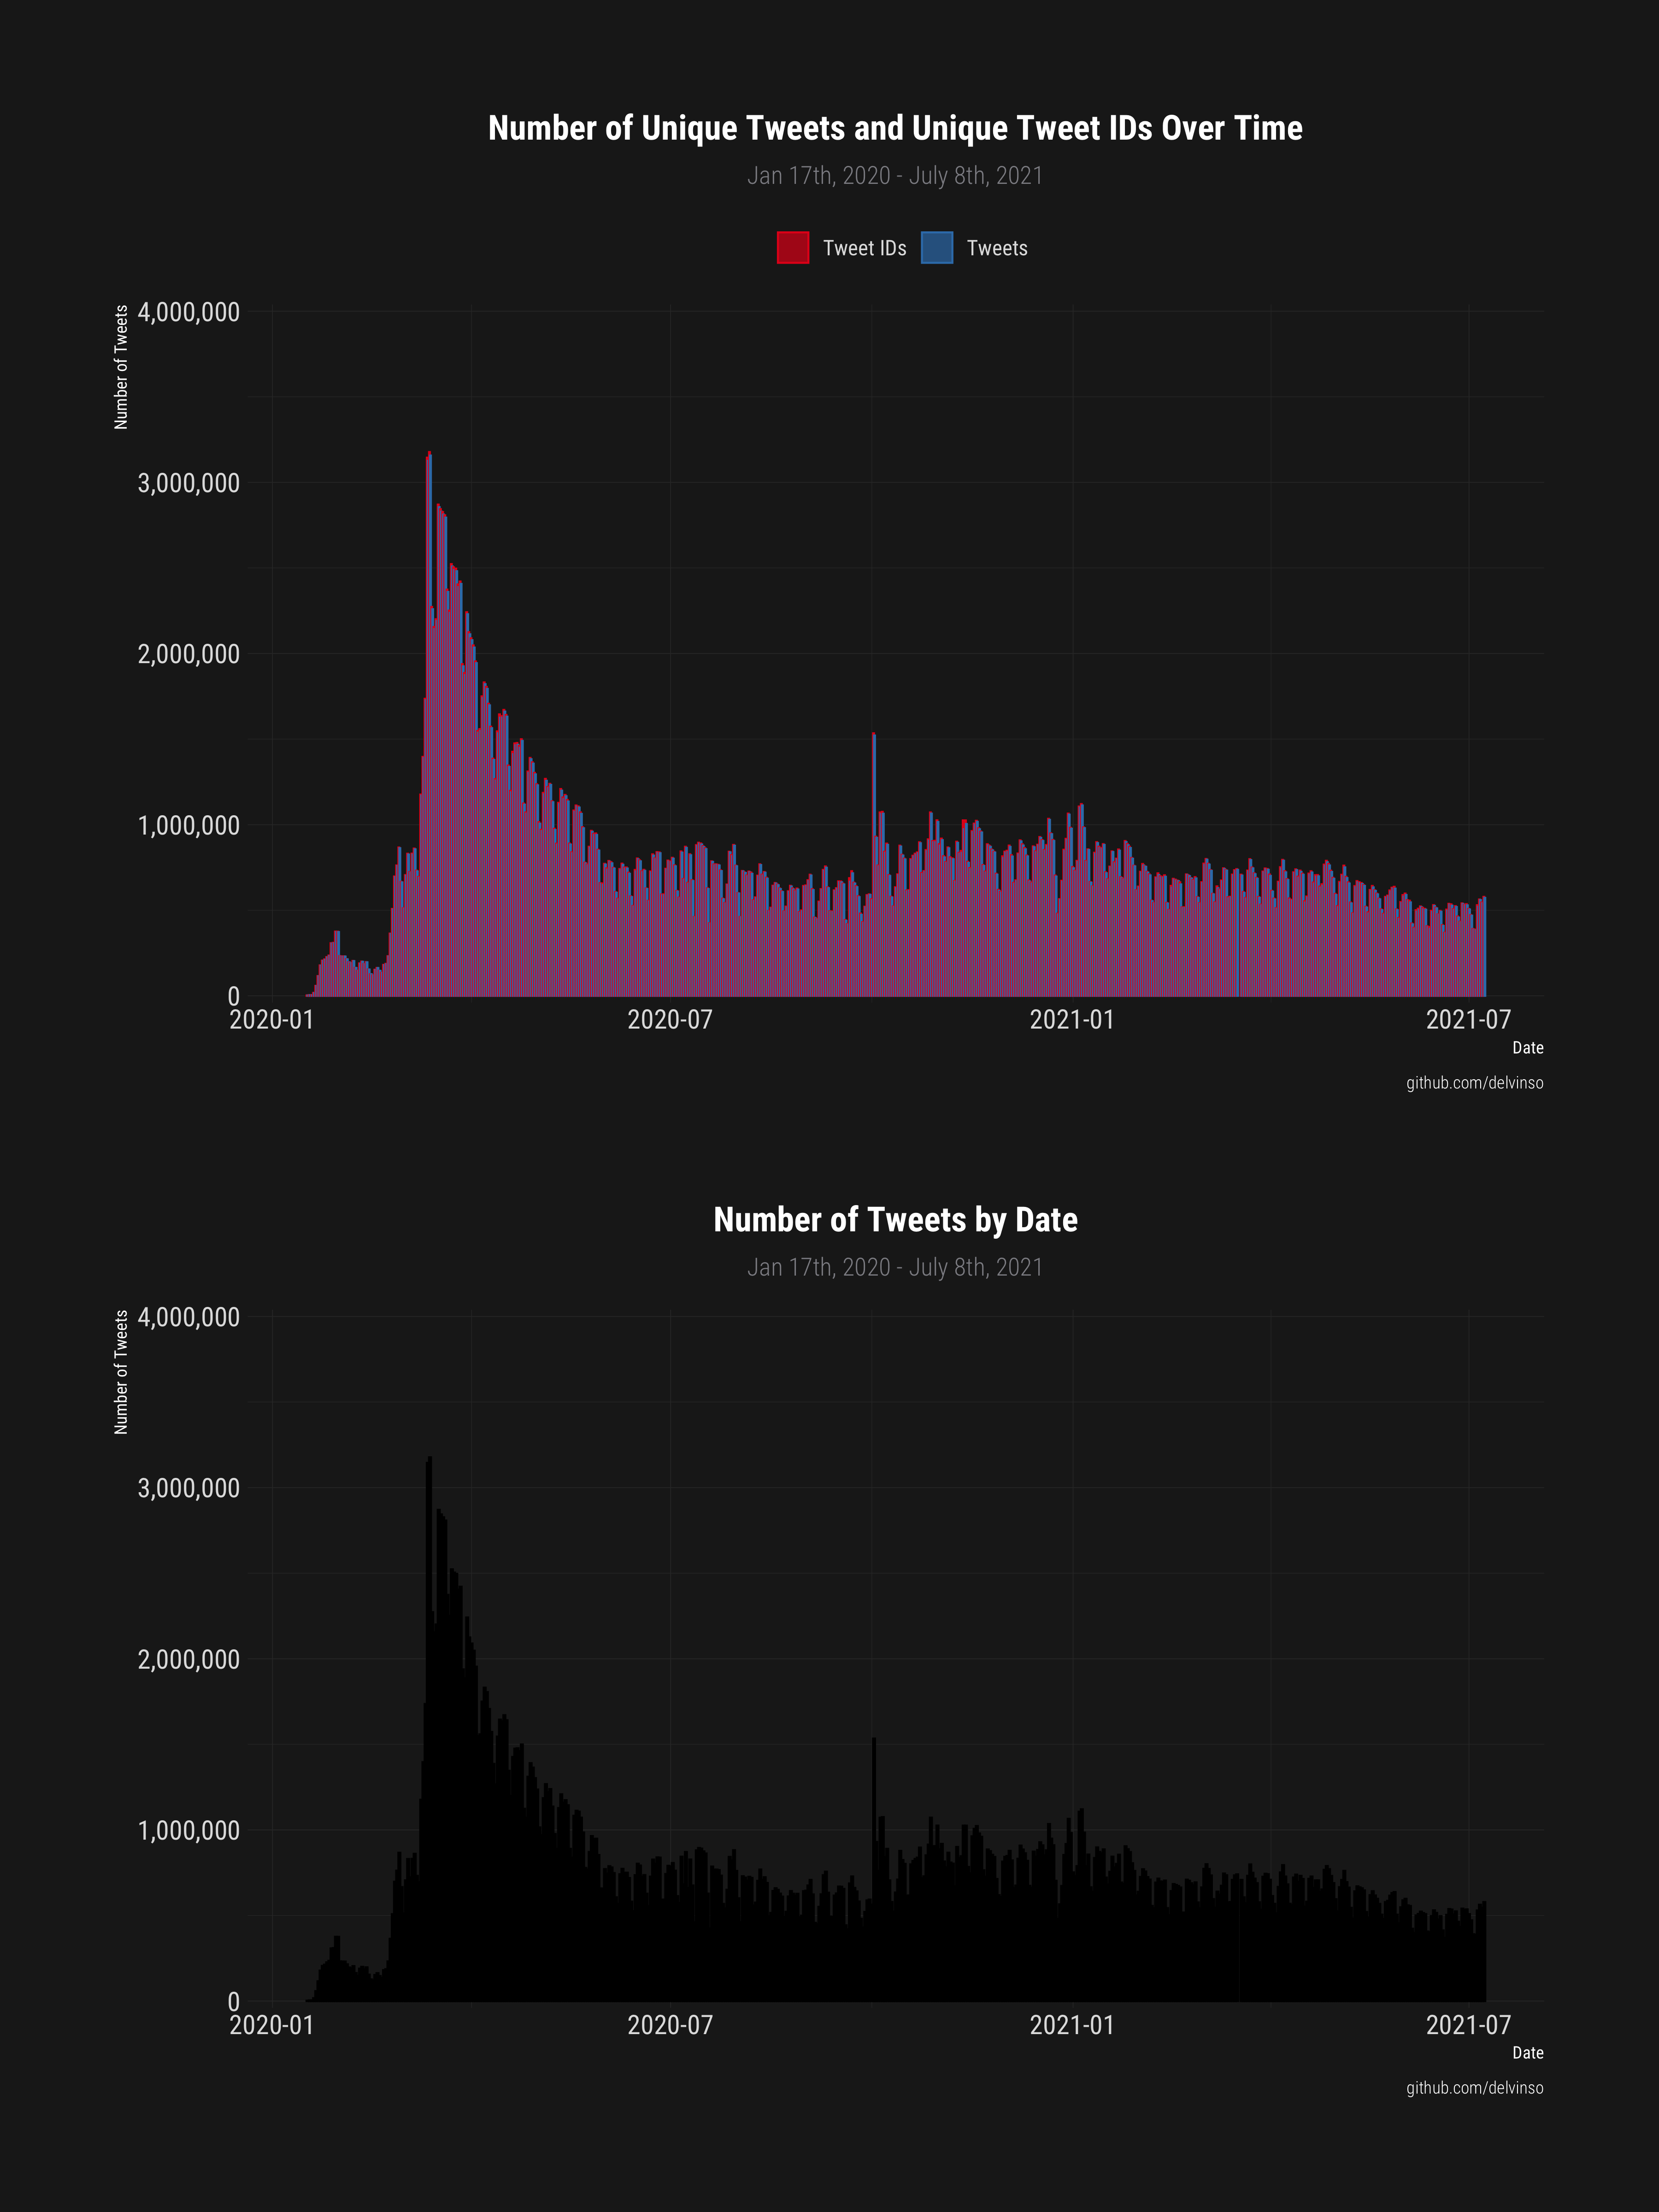 Number of Unique Tweets and Unique Tweet IDs Over Time
Jan 17th, 2020 - July 8th, 2021
Tweet IDs Tweets
Number of Tweets
4,000,000
3,000,000
2,000,000
1,000,000
0
2020-01 2020-07 2021-01 2021-07
Date
github.com/delvinso
Number of Tweets by Date
Jan 17th, 2020 - July 8th, 2021
Number of Tweets
4,000,000
3,000,000
2,000,000
1,000,000
0
2020-01 2020-07 2021-01 2021-07
Date
github.com/delvinso